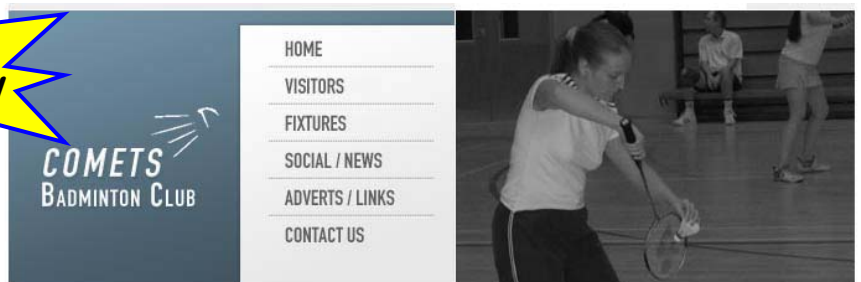 COMETS
BADMINTON CLUB
HOME
VISITORS
FIXTURES
SOCIAL / NEWS
ADVERTS / LINKS
CONTACT US